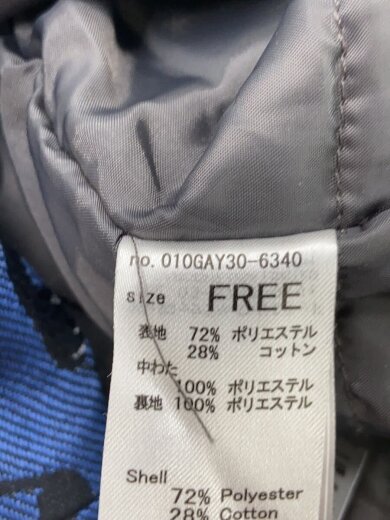 no. 010GAY30-6340
size FREE
表地 72% ポリエステル
28% コットン
中わた
100% ポリエステル
裏地 100% ポリエステル
Shell
72% Polyester
28% Cotton